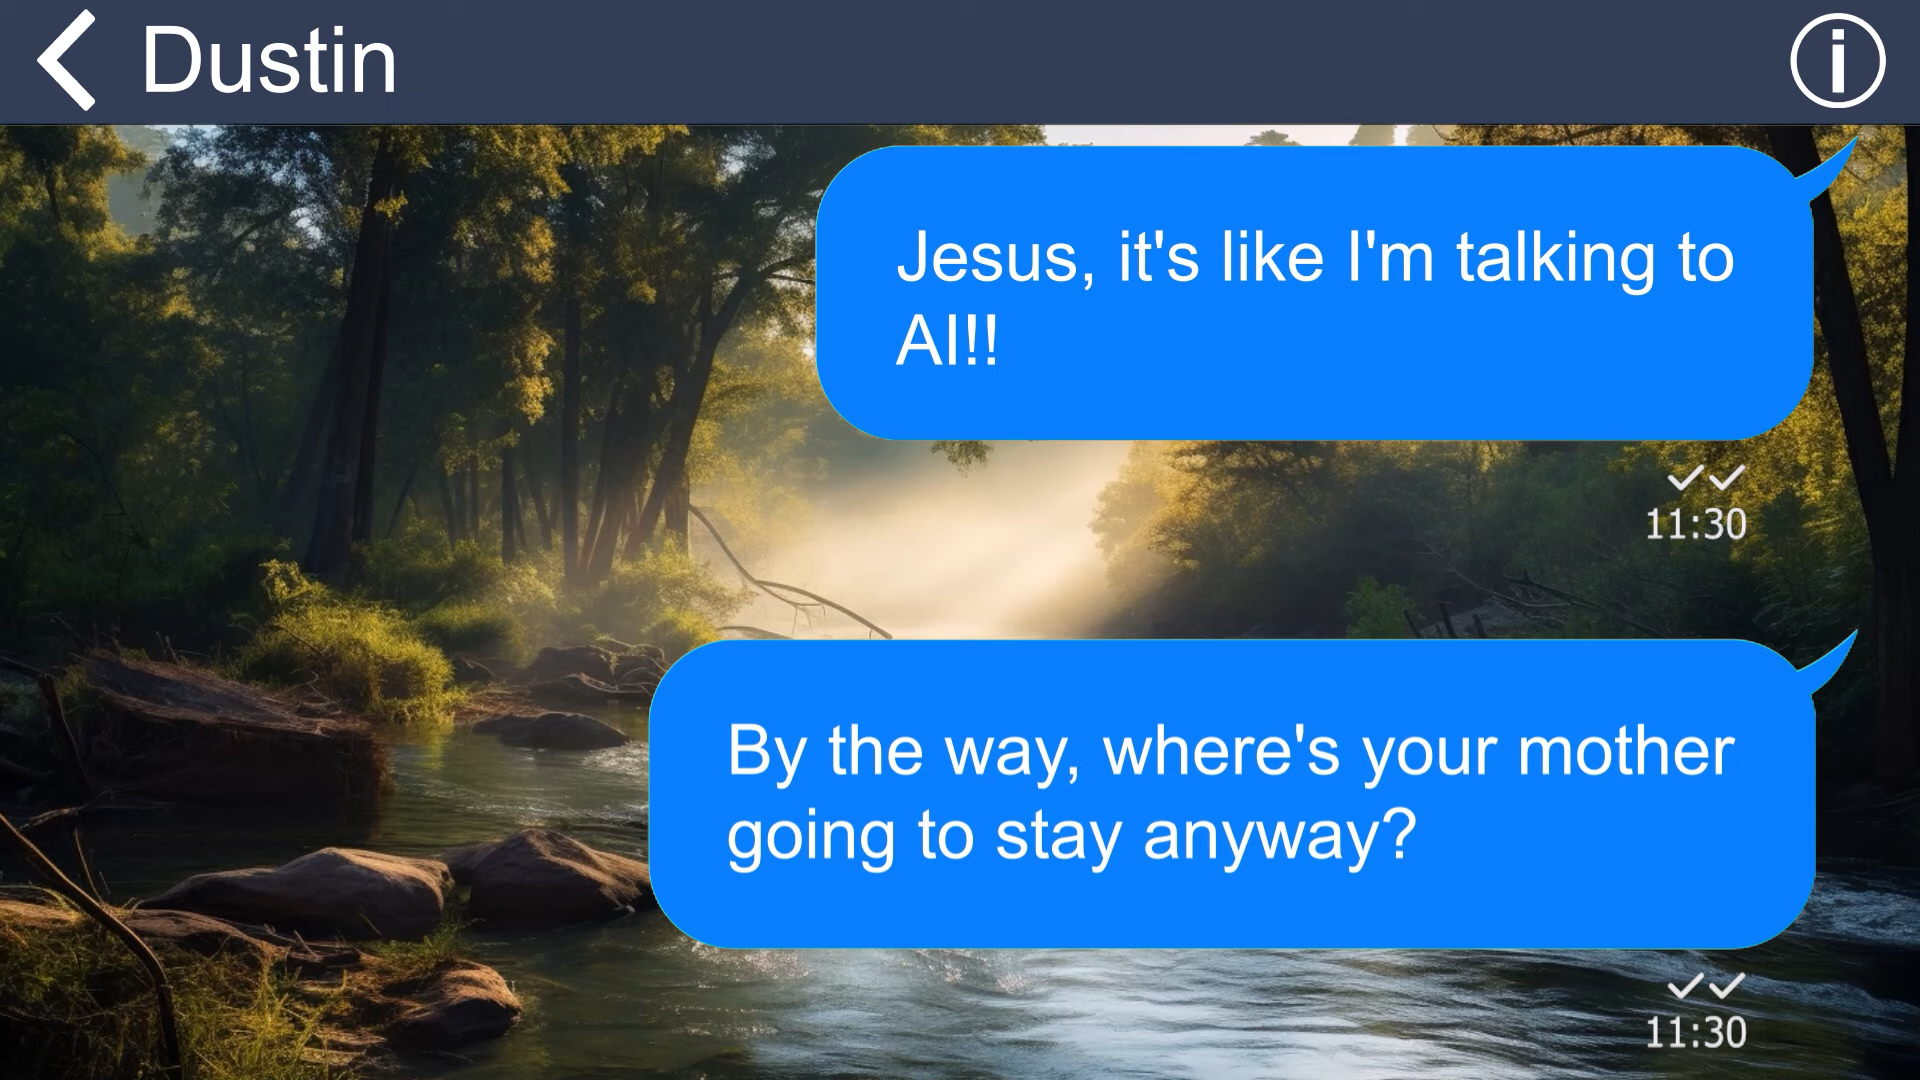 Dustin
Jesus, it's like I'm talking to
AI!!
11:30
By the way, where's your mother
going to stay anyway?
11:30